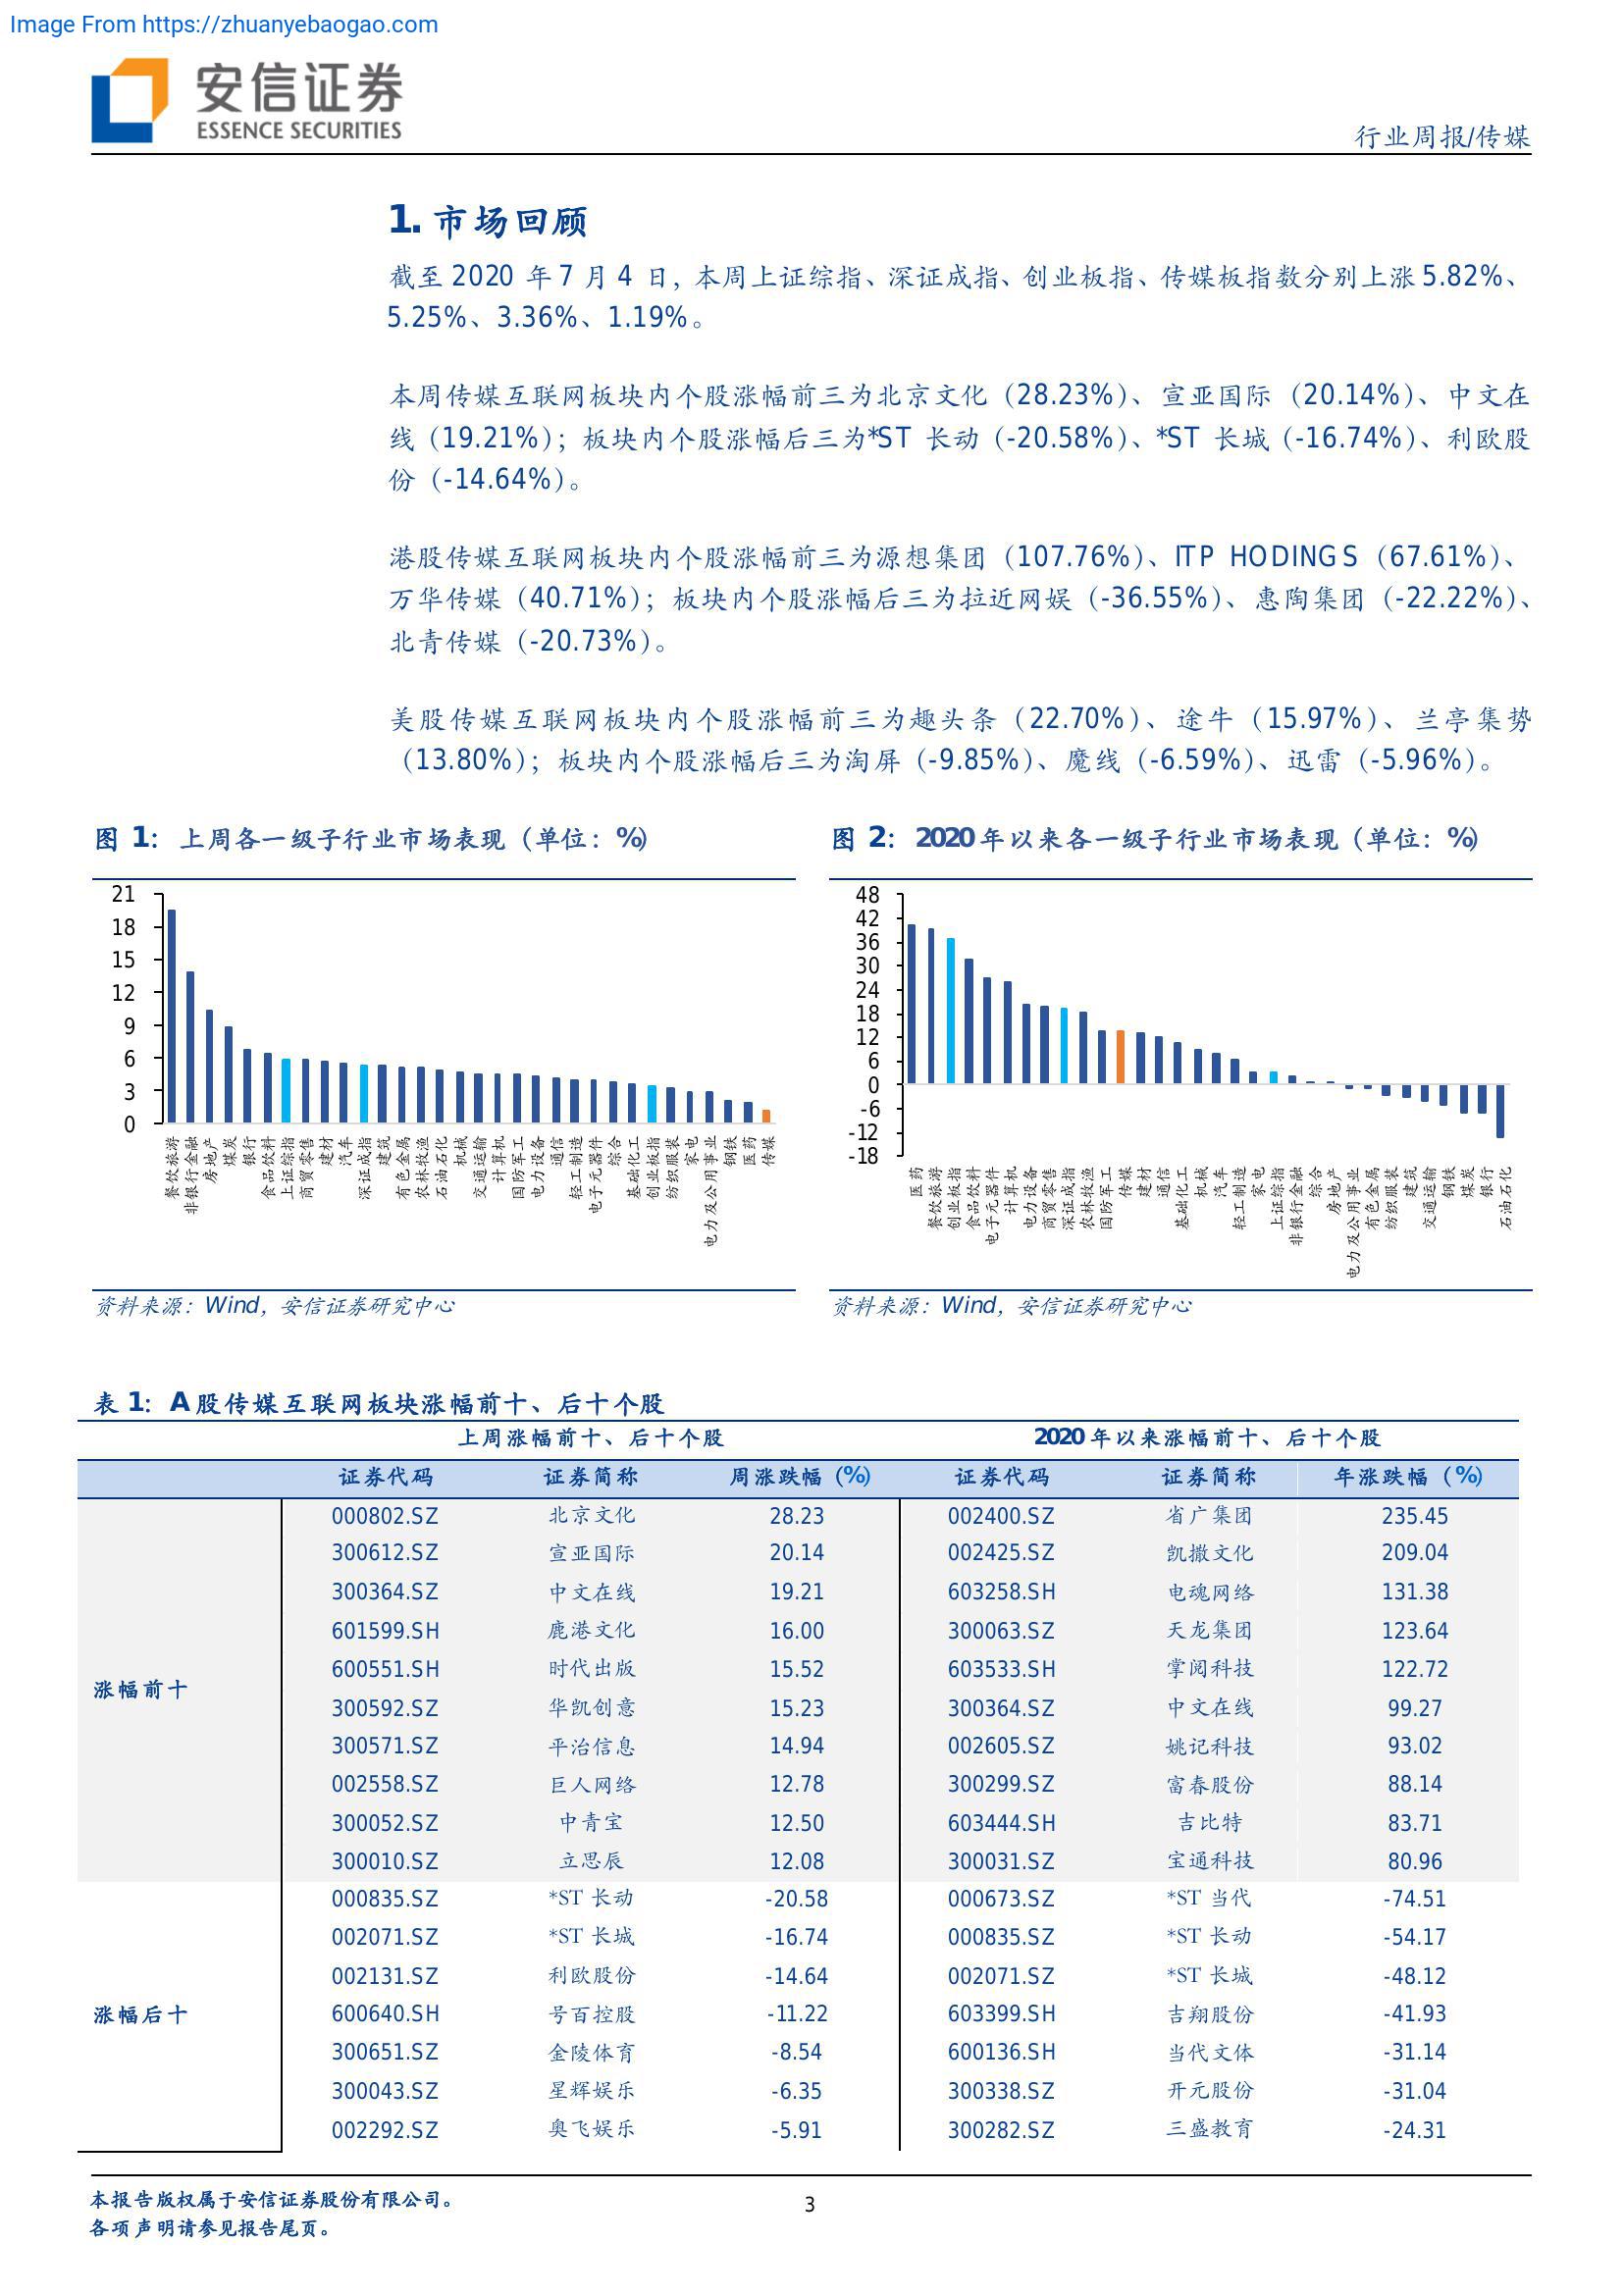 Image From https://zhuanyebaogao.com
安信证券
ESSENCE SECURITIES
行业周报/传媒
1. 市场回顾
截至 2020 年 7 月 4 日, 本周上证综指、深证成指、创业板指、传媒板指数分别上涨 5.82%、
5.25%、3.36%、1.19%。
本周传媒互联网板块内个股涨幅前三为北京文化（28.23%）、宣亚国际（20.14%）、中文在
线（19.21%）；板块内个股涨幅后三为*ST 长动（-20.58%）、*ST 长城（-16.74%）、利欧股
份（-14.64%）。
港股传媒互联网板块内个股涨幅前三为源想集团（107.76%）、ITP HODINGS（67.61%）、
万华传媒（40.71%）；板块内个股涨幅后三为拉近网娱（-36.55%）、惠陶集团（-22.22%）、
北青传媒（-20.73%）。
美股传媒互联网板块内个股涨幅前三为趣头条（22.70%）、途牛（15.97%）、兰亭集势
（13.80%）；板块内个股涨幅后三为淘屏（-9.85%）、魔线（-6.59%）、迅雷（-5.96%）。
图 1：上周各一级子行业市场表现（单位：%）
21
18
15
12
9
6
3
0
餐饮旅游
非银行金融
房地产
煤炭
银行
食品饮料
上证综指
商贸零售
建材
汽车
深证成指
建筑
有色金属
农林牧渔
石油石化
机械
交通运输
计算机
国防军工
电力设备
通信
轻工制造
电子元器件
综合
基础化工
创业板指
纺织服装
家电
电力及公用事业
钢铁
医药
传媒
资料来源：Wind，安信证券研究中心
图 2：2020 年以来各一级子行业市场表现（单位：%）
48
42
36
30
24
18
12
6
0
-6
-12
-18
医药
餐饮旅游
创业板指
食品饮料
电子元器件
计算机
电力设备
商贸零售
深证成指
农林牧渔
国防军工
传媒
建材
通信
基础化工
机械
汽车
轻工制造
家电
上证综指
非银行金融
综合
房地产
电力及公用事业
有色金属
纺织服装
建筑
交通运输
钢铁
煤炭
银行
石油石化
资料来源：Wind，安信证券研究中心
表 1：A 股传媒互联网板块涨幅前十、后十个股
上周涨幅前十、后十个股 2020 年以来涨幅前十、后十个股
证券代码 证券简称 周涨跌幅（%） 证券代码 证券简称 年涨跌幅（%）
涨幅前十
000802.SZ 北京文化 28.23 002400.SZ 省广集团 235.45
300612.SZ 宣亚国际 20.14 002425.SZ 凯撒文化 209.04
300364.SZ 中文在线 19.21 603258.SH 电魂网络 131.38
601599.SH 鹿港文化 16.00 300063.SZ 天龙集团 123.64
600551.SH 时代出版 15.52 603533.SH 掌阅科技 122.72
300592.SZ 华凯创意 15.23 300364.SZ 中文在线 99.27
300571.SZ 平治信息 14.94 002605.SZ 姚记科技 93.02
002558.SZ 巨人网络 12.78 300299.SZ 富春股份 88.14
300052.SZ 中青宝 12.50 603444.SH 吉比特 83.71
300010.SZ 立思辰 12.08 300031.SZ 宝通科技 80.96
涨幅后十
000835.SZ *ST 长动 -20.58 000673.SZ *ST 当代 -74.51
002071.SZ *ST 长城 -16.74 000835.SZ *ST 长动 -54.17
002131.SZ 利欧股份 -14.64 002071.SZ *ST 长城 -48.12
600640.SH 号百控股 -11.22 603399.SH 吉翔股份 -41.93
300651.SZ 金陵体育 -8.54 600136.SH 当代文体 -31.14
300043.SZ 星辉娱乐 -6.35 300338.SZ 开元股份 -31.04
002292.SZ 奥飞娱乐 -5.91 300282.SZ 三盛教育 -24.31
本报告版权属于安信证券股份有限公司。
各项声明请参见报告尾页。
3